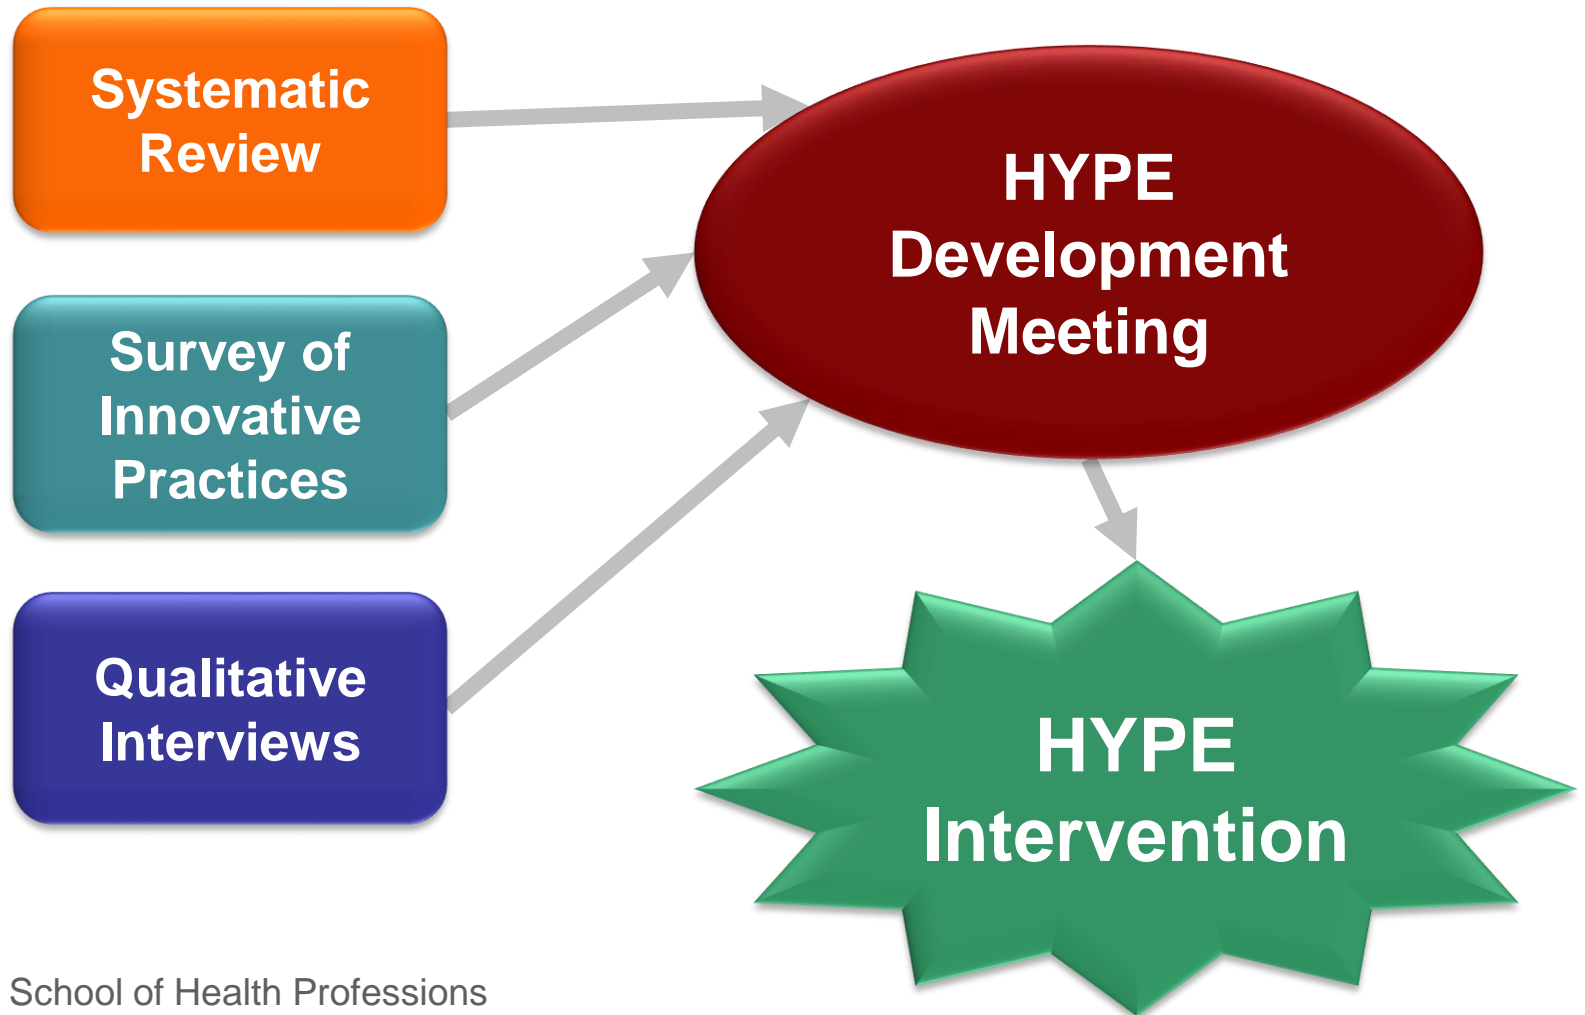 Systematic
Review
Survey of
Innovative
Practices
Qualitative
Interviews
HYPE
Development
Meeting
HYPE
Intervention
School of Health Professions